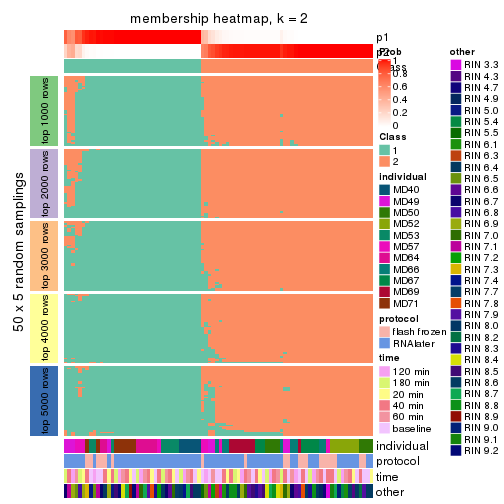 membership heatmap, k = 2
p1
p2
Class
50 x 5 random samplings
top 1000 rows
top 2000 rows
top 3000 rows
top 4000 rows
top 5000 rows
individual
protocol
time
other
Prob
1
0.8
0.6
0.4
0.2
0
Class
1
2
individual
MD40
MD49
MD50
MD52
MD53
MD57
MD64
MD66
MD67
MD69
MD71
protocol
flash frozen
RNAlater
time
120 min
180 min
20 min
40 min
60 min
baseline
other
RIN 3.3
RIN 4.3
RIN 4.7
RIN 4.9
RIN 5.0
RIN 5.4
RIN 5.5
RIN 6.1
RIN 6.3
RIN 6.4
RIN 6.5
RIN 6.6
RIN 6.7
RIN 6.8
RIN 6.9
RIN 7.0
RIN 7.1
RIN 7.2
RIN 7.3
RIN 7.4
RIN 7.7
RIN 7.8
RIN 7.9
RIN 8.0
RIN 8.2
RIN 8.3
RIN 8.4
RIN 8.5
RIN 8.6
RIN 8.7
RIN 8.8
RIN 8.9
RIN 9.0
RIN 9.1
RIN 9.2